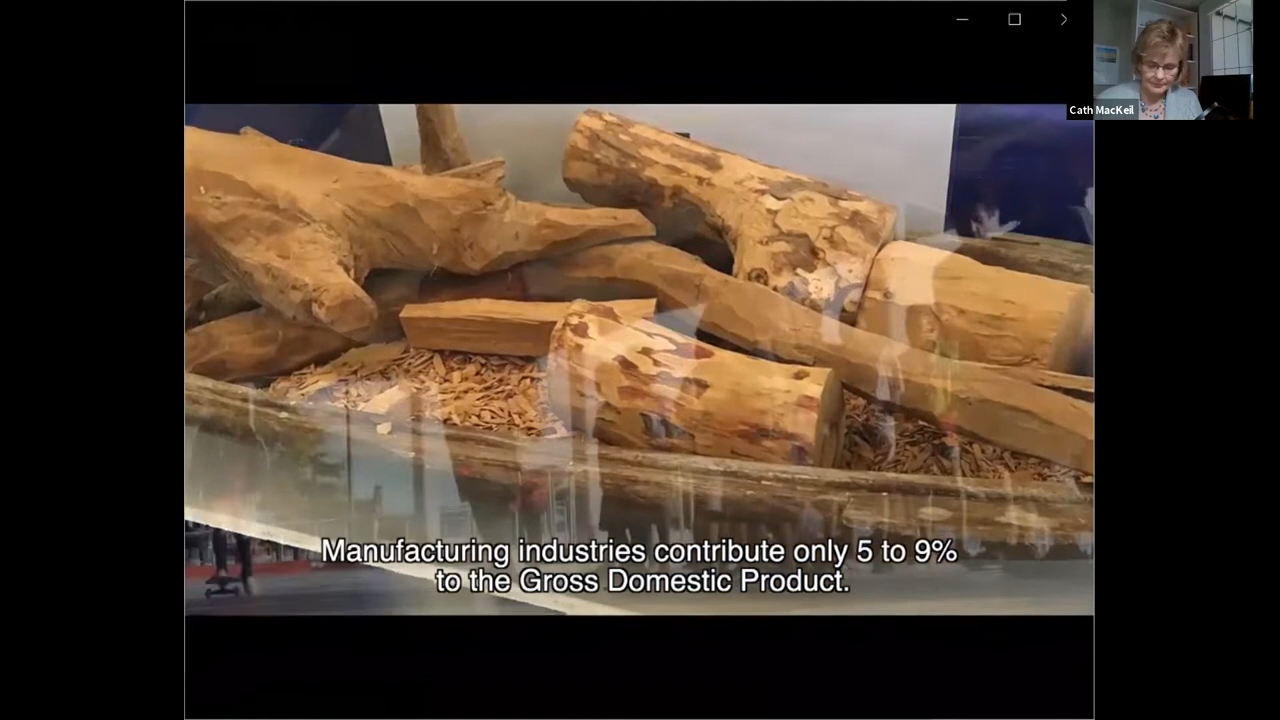 Cath MacKeil
Manufacturing industries contribute only 5 to 9%
to the Gross Domestic Product.